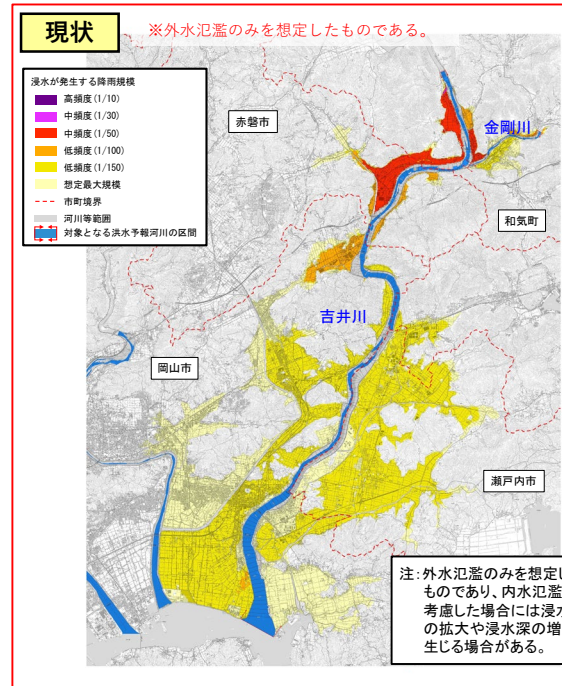 現状
※外水氾濫のみを想定したものである。
浸水が発生する降雨規模
高頻度(1/10)
中頻度(1/30)
中頻度(1/50)
低頻度(1/100)
低頻度(1/150)
想定最大規模
市町境界
河川等範囲
対象となる洪水予報河川の区間
赤磐市
金剛川
和気町
吉井川
岡山市
瀬戸内市
注:外水氾濫のみを想定し
ものであり、内水氾濫
考慮した場合には浸水
の拡大や浸水深の増
生じる場合がある。